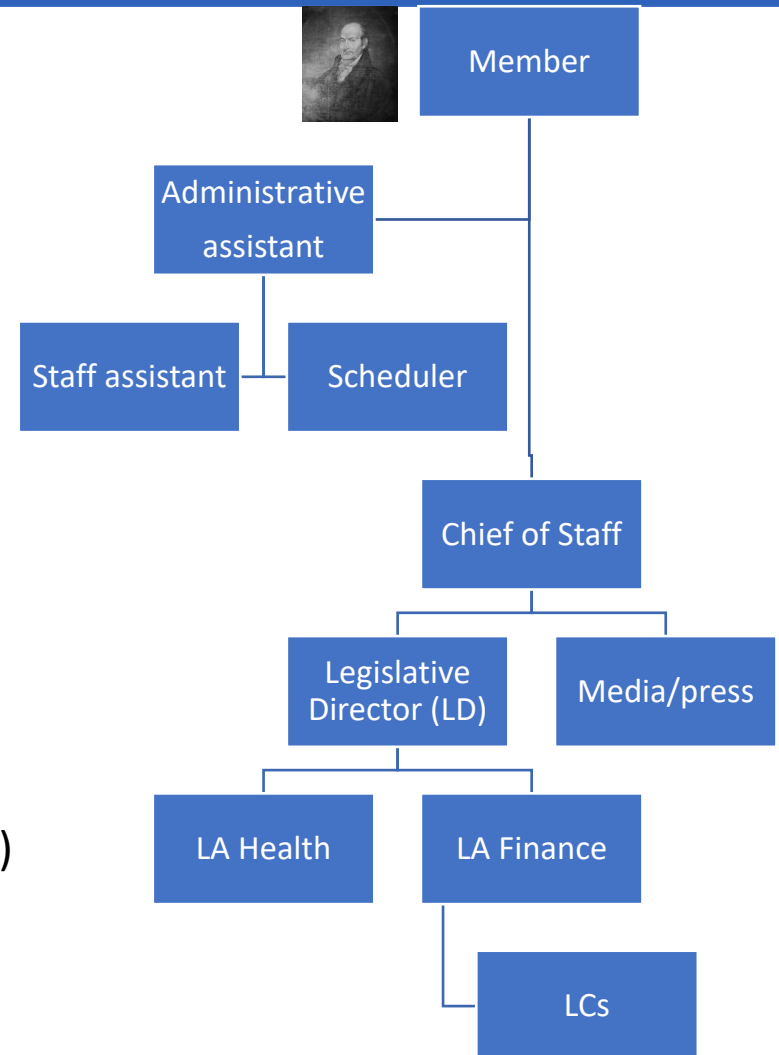 Member
Administrative
assistant
Staff assistant
Scheduler
Chief of Staff
Legislative
Director (LD)
Media/press
)
LA Health
LA Finance
LCs